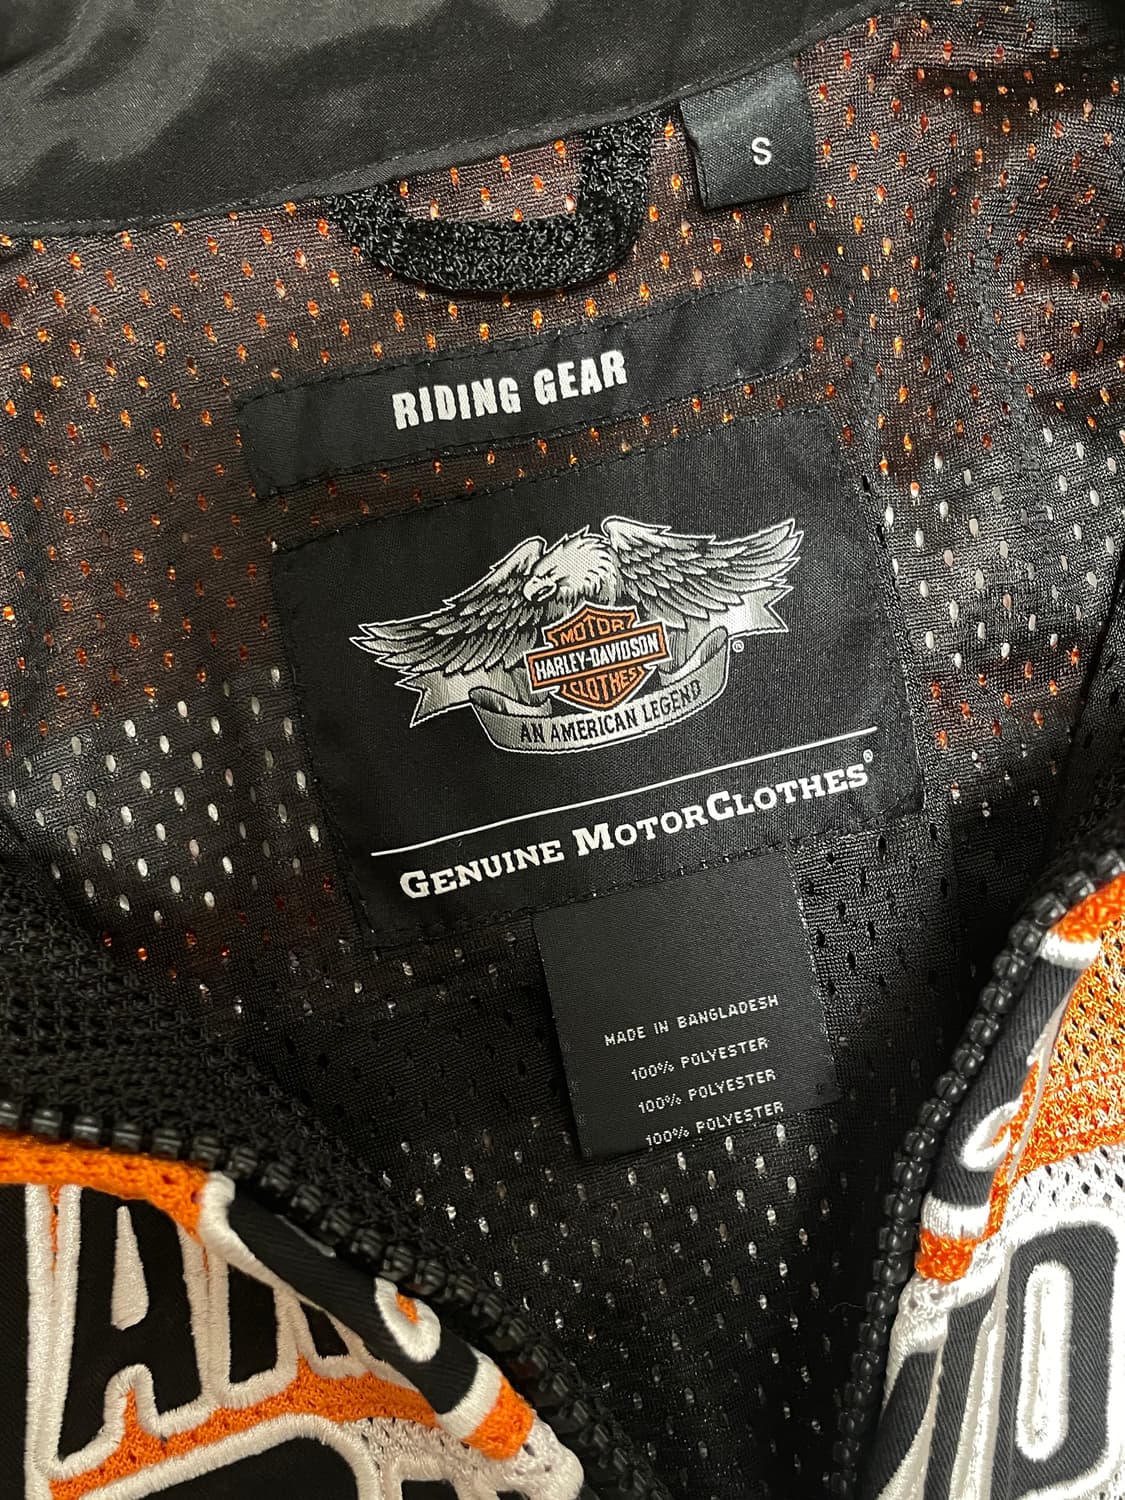 S
RIDING GEAR
MOTOR
HARLEY-DAVIDSON
CLOTHES
®
AN AMERICAN LEGEND
GENUINE MOTORCLOTHES®
MADE IN BANGLADESH
100% POLYESTER
100% POLYESTER
100% POLYESTER